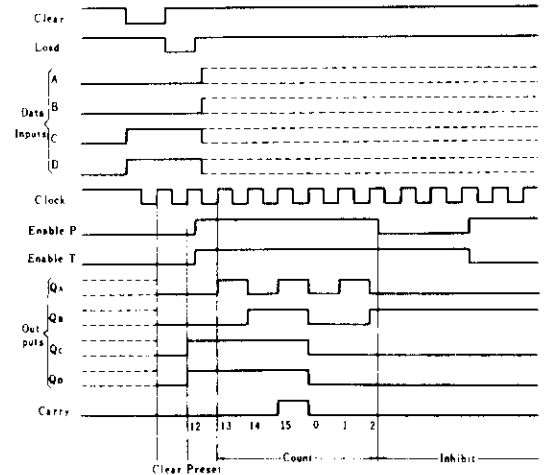 Clear
Load
A
Data
B
Inputs
C
D
Clock
Enable P
Enable T
QA
QB
Out
puts
QC
QD
Carry
12 13 14 15 0 1 2
Count
Inhibit
Clear Preset